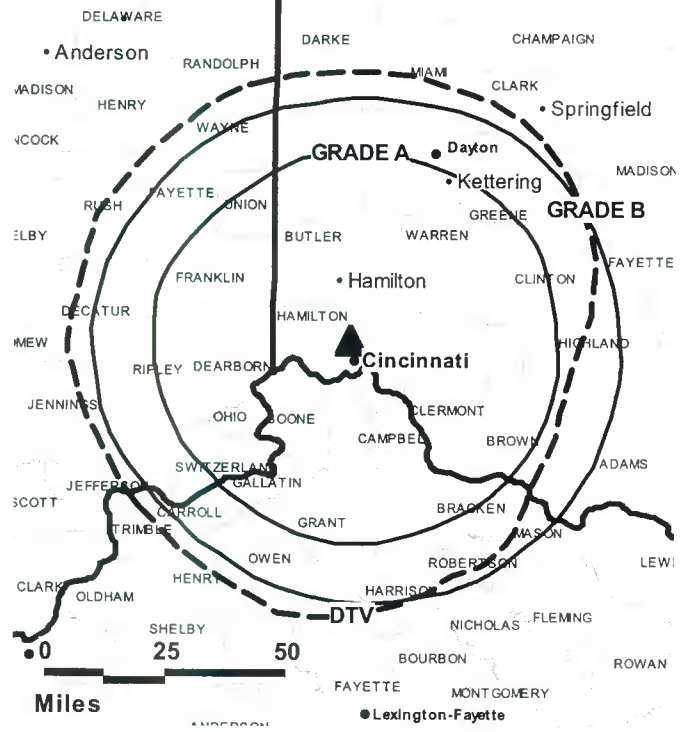 DELAWARE
DARKE
CHAMPAIGN
Anderson
RANDOLPH
MIAMI
CLARK
MADISON
HENRY
Springfield
WAYNE
NCOCK
GRADE A
Dayton
Kettering
MADISON
RUSH
FAYETTE
UNION
GREENE
GRADE B
ELBY
BUTLER
WARREN
FAYETTE
FRANKLIN
Hamilton
CLINTON
DECATUR
HAMILTON
OMEW
HIGHLAND
RIPLEY
DEARBORN
Cincinnati
JENNINGS
OHIO
BOONE
CLERMONT
CAMPBEL
BROWN
SWITZERLAND
ADAMS
JEFFERSON
GALLATIN
SCOTT
CARROLL
BRACKEN
TRIMBLE
GRANT
MASON
OWEN
ROBERTSON
LEWI
HENRY
CLARK
OLDHAM
HARRISON
DTV
SHELBY
NICHOLAS
FLEMING
0 25 50
BOURBON
ROWAN
Miles
FAYETTE
MONTGOMERY
Lexington-Fayette
ANDERSON